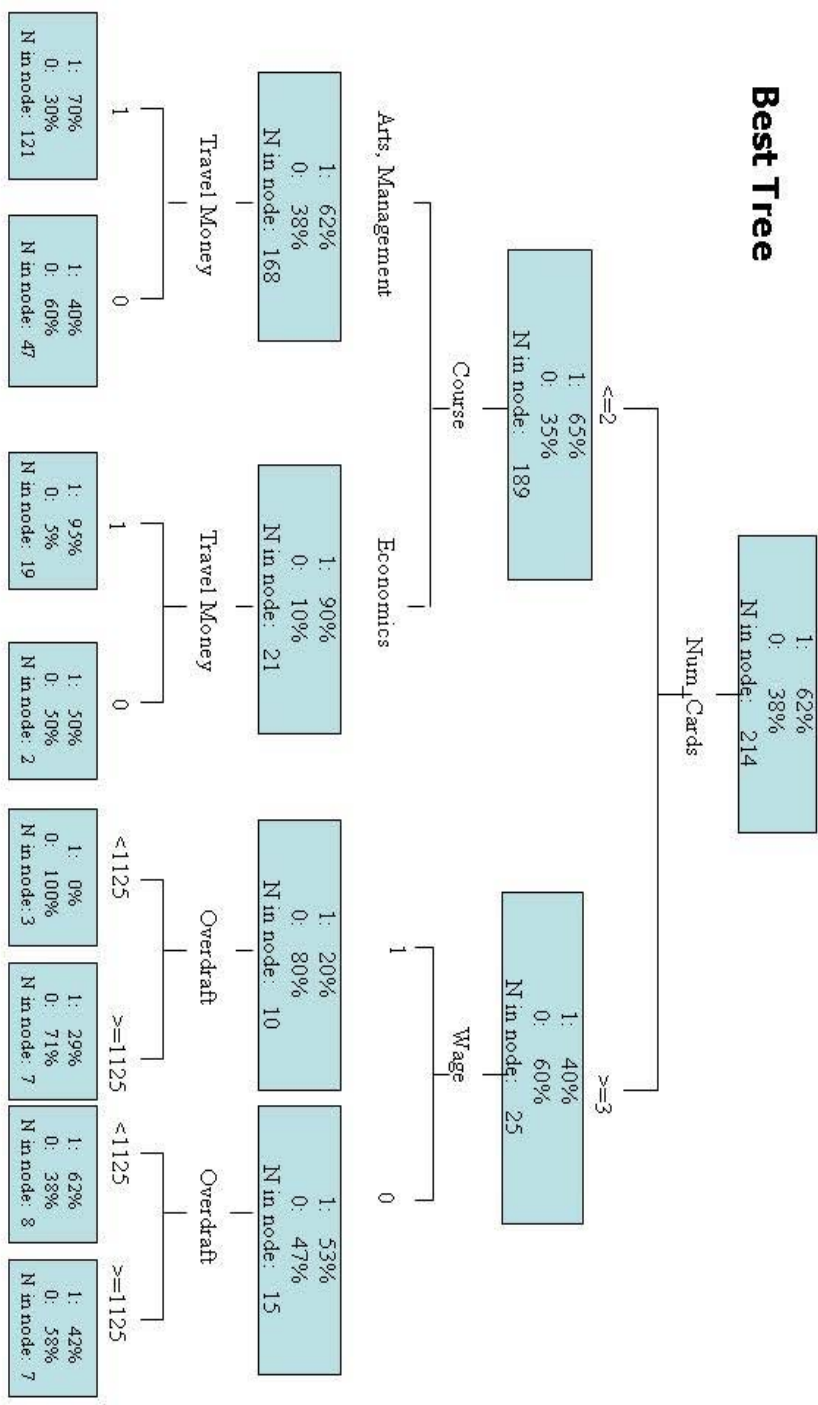 Best Tree
1: 62%
0: 38%
N in node: 214
Num_Cards
<=2
>=3
1: 65%
0: 35%
N in node: 189
1: 40%
0: 60%
N in node: 25
Course
Wage
Arts, Management
Economics
1
0
1: 62%
0: 38%
N in node: 168
1: 90%
0: 10%
N in node: 21
1: 20%
0: 80%
N in node: 10
1: 53%
0: 47%
N in node: 15
Travel Money
Travel Money
Overdraft
Overdraft
1
0
1
0
<1125
>=1125
<1125
>=1125
1: 70%
0: 30%
N in node: 121
1: 40%
0: 60%
N in node: 47
1: 95%
0: 5%
N in node: 19
1: 50%
0: 50%
N in node: 2
1: 0%
0: 100%
N in node: 3
1: 29%
0: 71%
N in node: 7
1: 62%
0: 38%
N in node: 8
1: 42%
0: 58%
N in node: 7